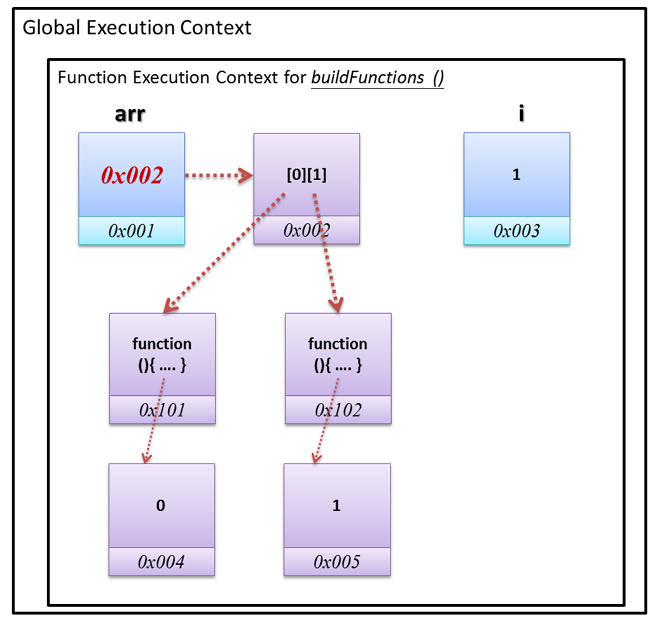 Global Execution Context
Function Execution Context for buildFunctions ()
arr
i
0x002
[0][1]
1
0x001
0x002
0x003
function
(){ .... }
function
(){ .... }
0x101
0x102
0
1
0x004
0x005